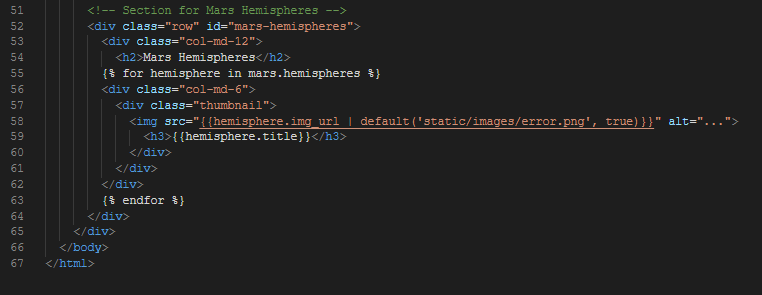 51 <!-- Section for Mars Hemispheres -->
52 <div class="row" id="mars-hemispheres">
53 <div class="col-md-12">
54 <h2>Mars Hemispheres</h2>
55 {% for hemisphere in mars.hemispheres %}
56 <div class="col-md-6">
57 <div class="thumbnail">
58 <img src="{{hemisphere.img_url | default('static/images/error.png', true)}}" alt="...">
59 <h3>{{hemisphere.title}}</h3>
60 </div>
61 </div>
62 </div>
63 {% endfor %}
64 </div>
65 </div>
66 </body>
67 </html>